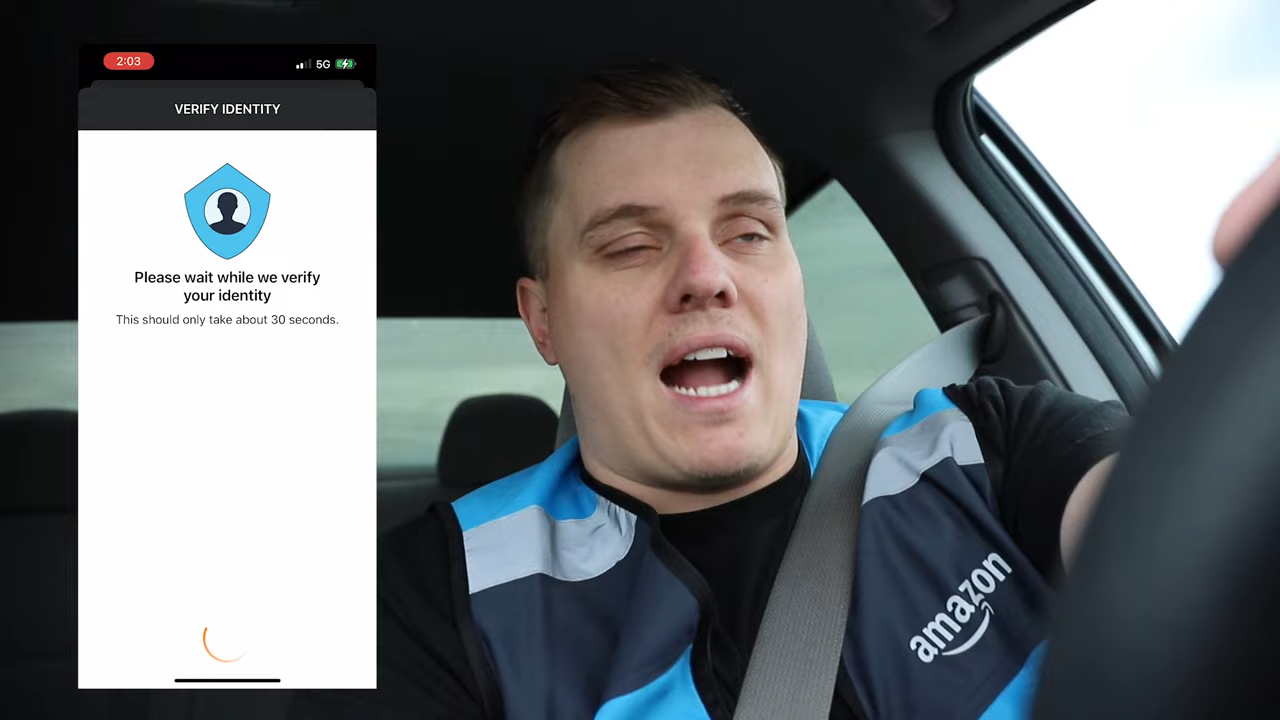 2:03
5G
VERIFY IDENTITY
Please wait while we verify
your identity
This should only take about 30 seconds.
amazon